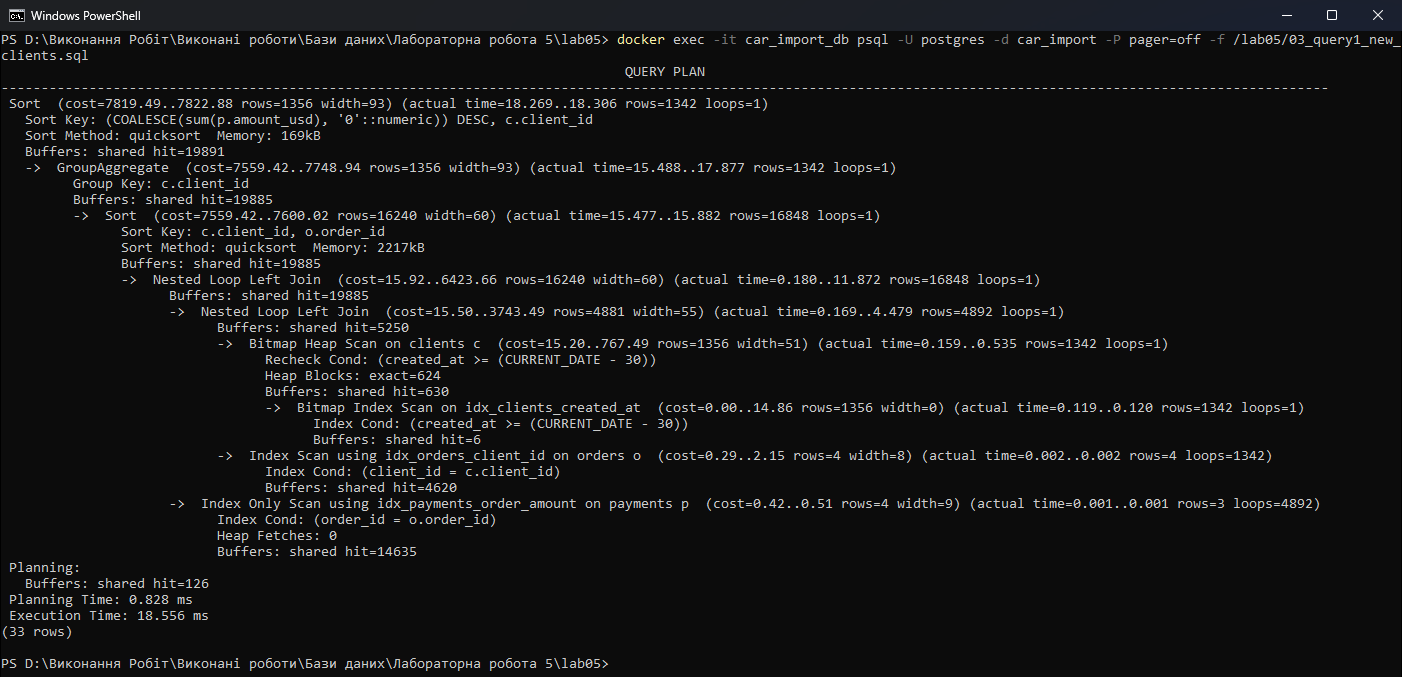 Windows PowerShell
PS D:\Виконання Робіт\Виконані роботи\Бази даних\Лабораторна робота 5\lab05> docker exec -it car_import_db psql -U postgres -d car_import -P pager=off -f /lab05/03_query1_new_
clients.sql
QUERY PLAN
---------------------------------------------------------------------------------------------------------------------------------------------------------------------
Sort  (cost=7819.49..7822.88 rows=1356 width=93) (actual time=18.269..18.306 rows=1342 loops=1)
Sort Key: (COALESCE(sum(p.amount_usd), '0'::numeric)) DESC, c.client_id
Sort Method: quicksort  Memory: 169kB
Buffers: shared hit=19891
->  GroupAggregate  (cost=7559.42..7748.94 rows=1356 width=93) (actual time=15.488..17.877 rows=1342 loops=1)
Group Key: c.client_id
Buffers: shared hit=19885
->  Sort  (cost=7559.42..7600.02 rows=16240 width=60) (actual time=15.477..15.882 rows=16848 loops=1)
Sort Key: c.client_id, o.order_id
Sort Method: quicksort  Memory: 2217kB
Buffers: shared hit=19885
->  Nested Loop Left Join  (cost=15.92..6423.66 rows=16240 width=60) (actual time=0.180..11.872 rows=16848 loops=1)
Buffers: shared hit=19885
->  Nested Loop Left Join  (cost=15.50..3743.49 rows=4881 width=55) (actual time=0.169..4.479 rows=4892 loops=1)
Buffers: shared hit=5250
->  Bitmap Heap Scan on clients c  (cost=15.20..767.49 rows=1356 width=51) (actual time=0.159..0.535 rows=1342 loops=1)
Recheck Cond: (created_at >= (CURRENT_DATE - 30))
Heap Blocks: exact=624
Buffers: shared hit=630
->  Bitmap Index Scan on idx_clients_created_at  (cost=0.00..14.86 rows=1356 width=0) (actual time=0.119..0.120 rows=1342 loops=1)
Index Cond: (created_at >= (CURRENT_DATE - 30))
Buffers: shared hit=6
->  Index Scan using idx_orders_client_id on orders o  (cost=0.29..2.15 rows=4 width=8) (actual time=0.002..0.002 rows=4 loops=1342)
Index Cond: (client_id = c.client_id)
Buffers: shared hit=4620
->  Index Only Scan using idx_payments_order_amount on payments p  (cost=0.42..0.51 rows=4 width=9) (actual time=0.001..0.001 rows=3 loops=4892)
Index Cond: (order_id = o.order_id)
Heap Fetches: 0
Buffers: shared hit=14635
Planning:
Buffers: shared hit=126
Planning Time: 0.828 ms
Execution Time: 18.556 ms
(33 rows)
PS D:\Виконання Робіт\Виконані роботи\Бази даних\Лабораторна робота 5\lab05>